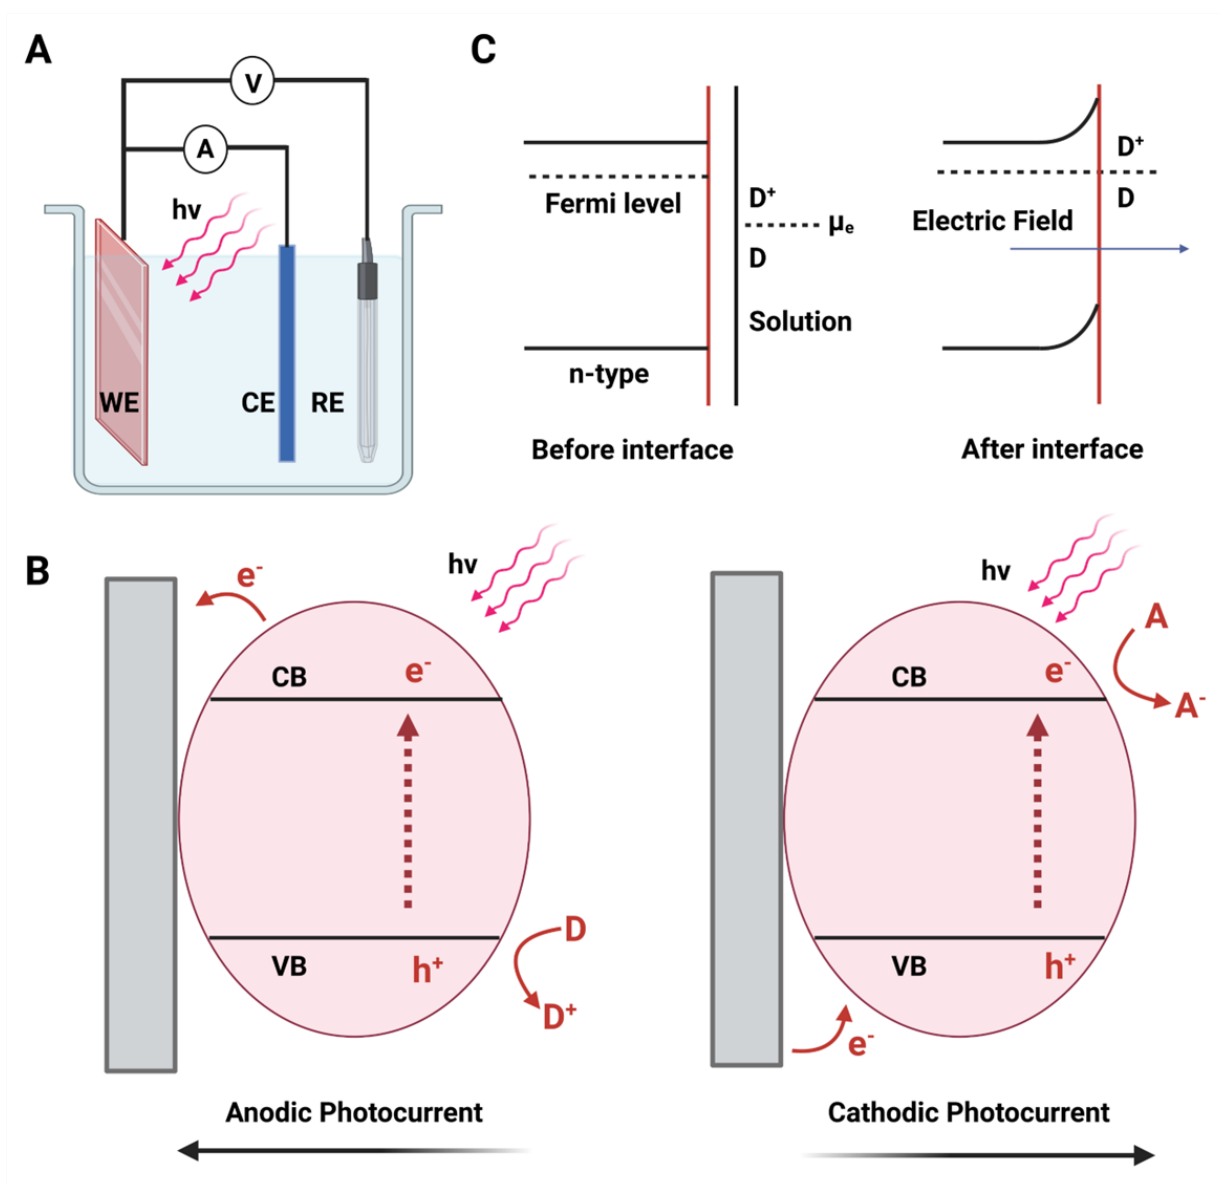 A
V
A
hv
WE
CE
RE
C
Fermi level
n-type
D⁺
μₑ
D
Solution
Before interface
D⁺
D
Electric Field
After interface
B
e⁻
hv
CB
e⁻
VB
h⁺
D
D⁺
Anodic Photocurrent
hv
A
A⁻
CB
e⁻
VB
h⁺
e⁻
Cathodic Photocurrent